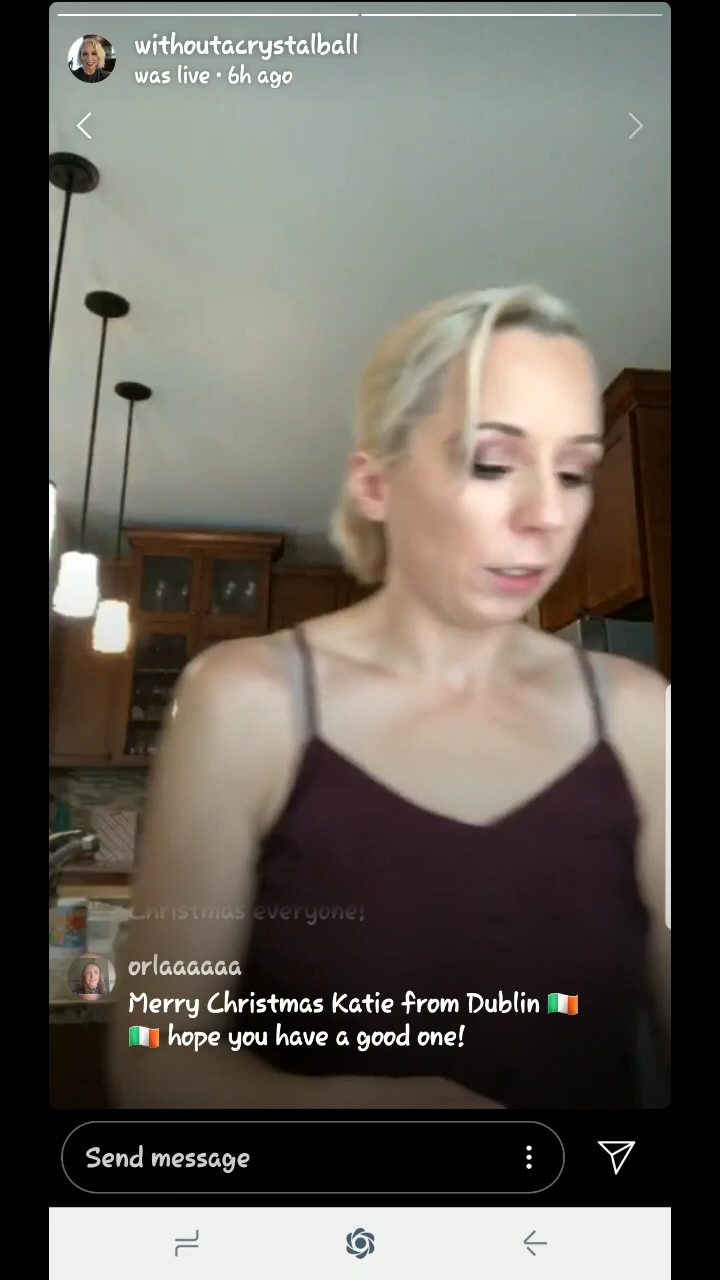 withoutacrystalball
was live • 6h ago
Christmas everyone!
orlaaaaaa
Merry Christmas Katie from Dublin 🇮🇪
🇮🇪 hope you have a good one!
Send message